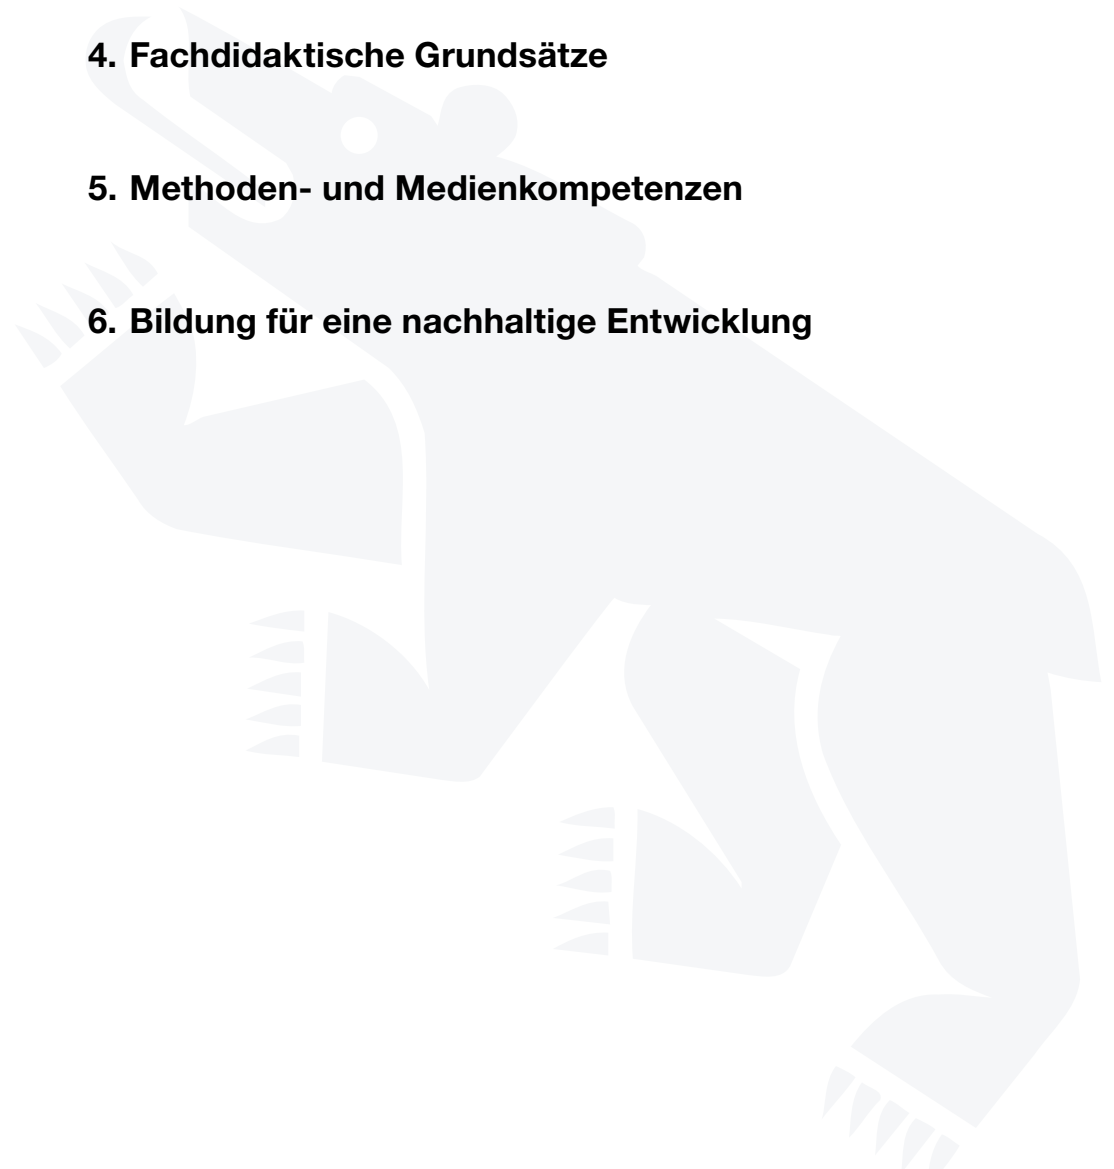 4. Fachdidaktische Grundsätze
5. Methoden- und Medienkompetenzen
6. Bildung für eine nachhaltige Entwicklung